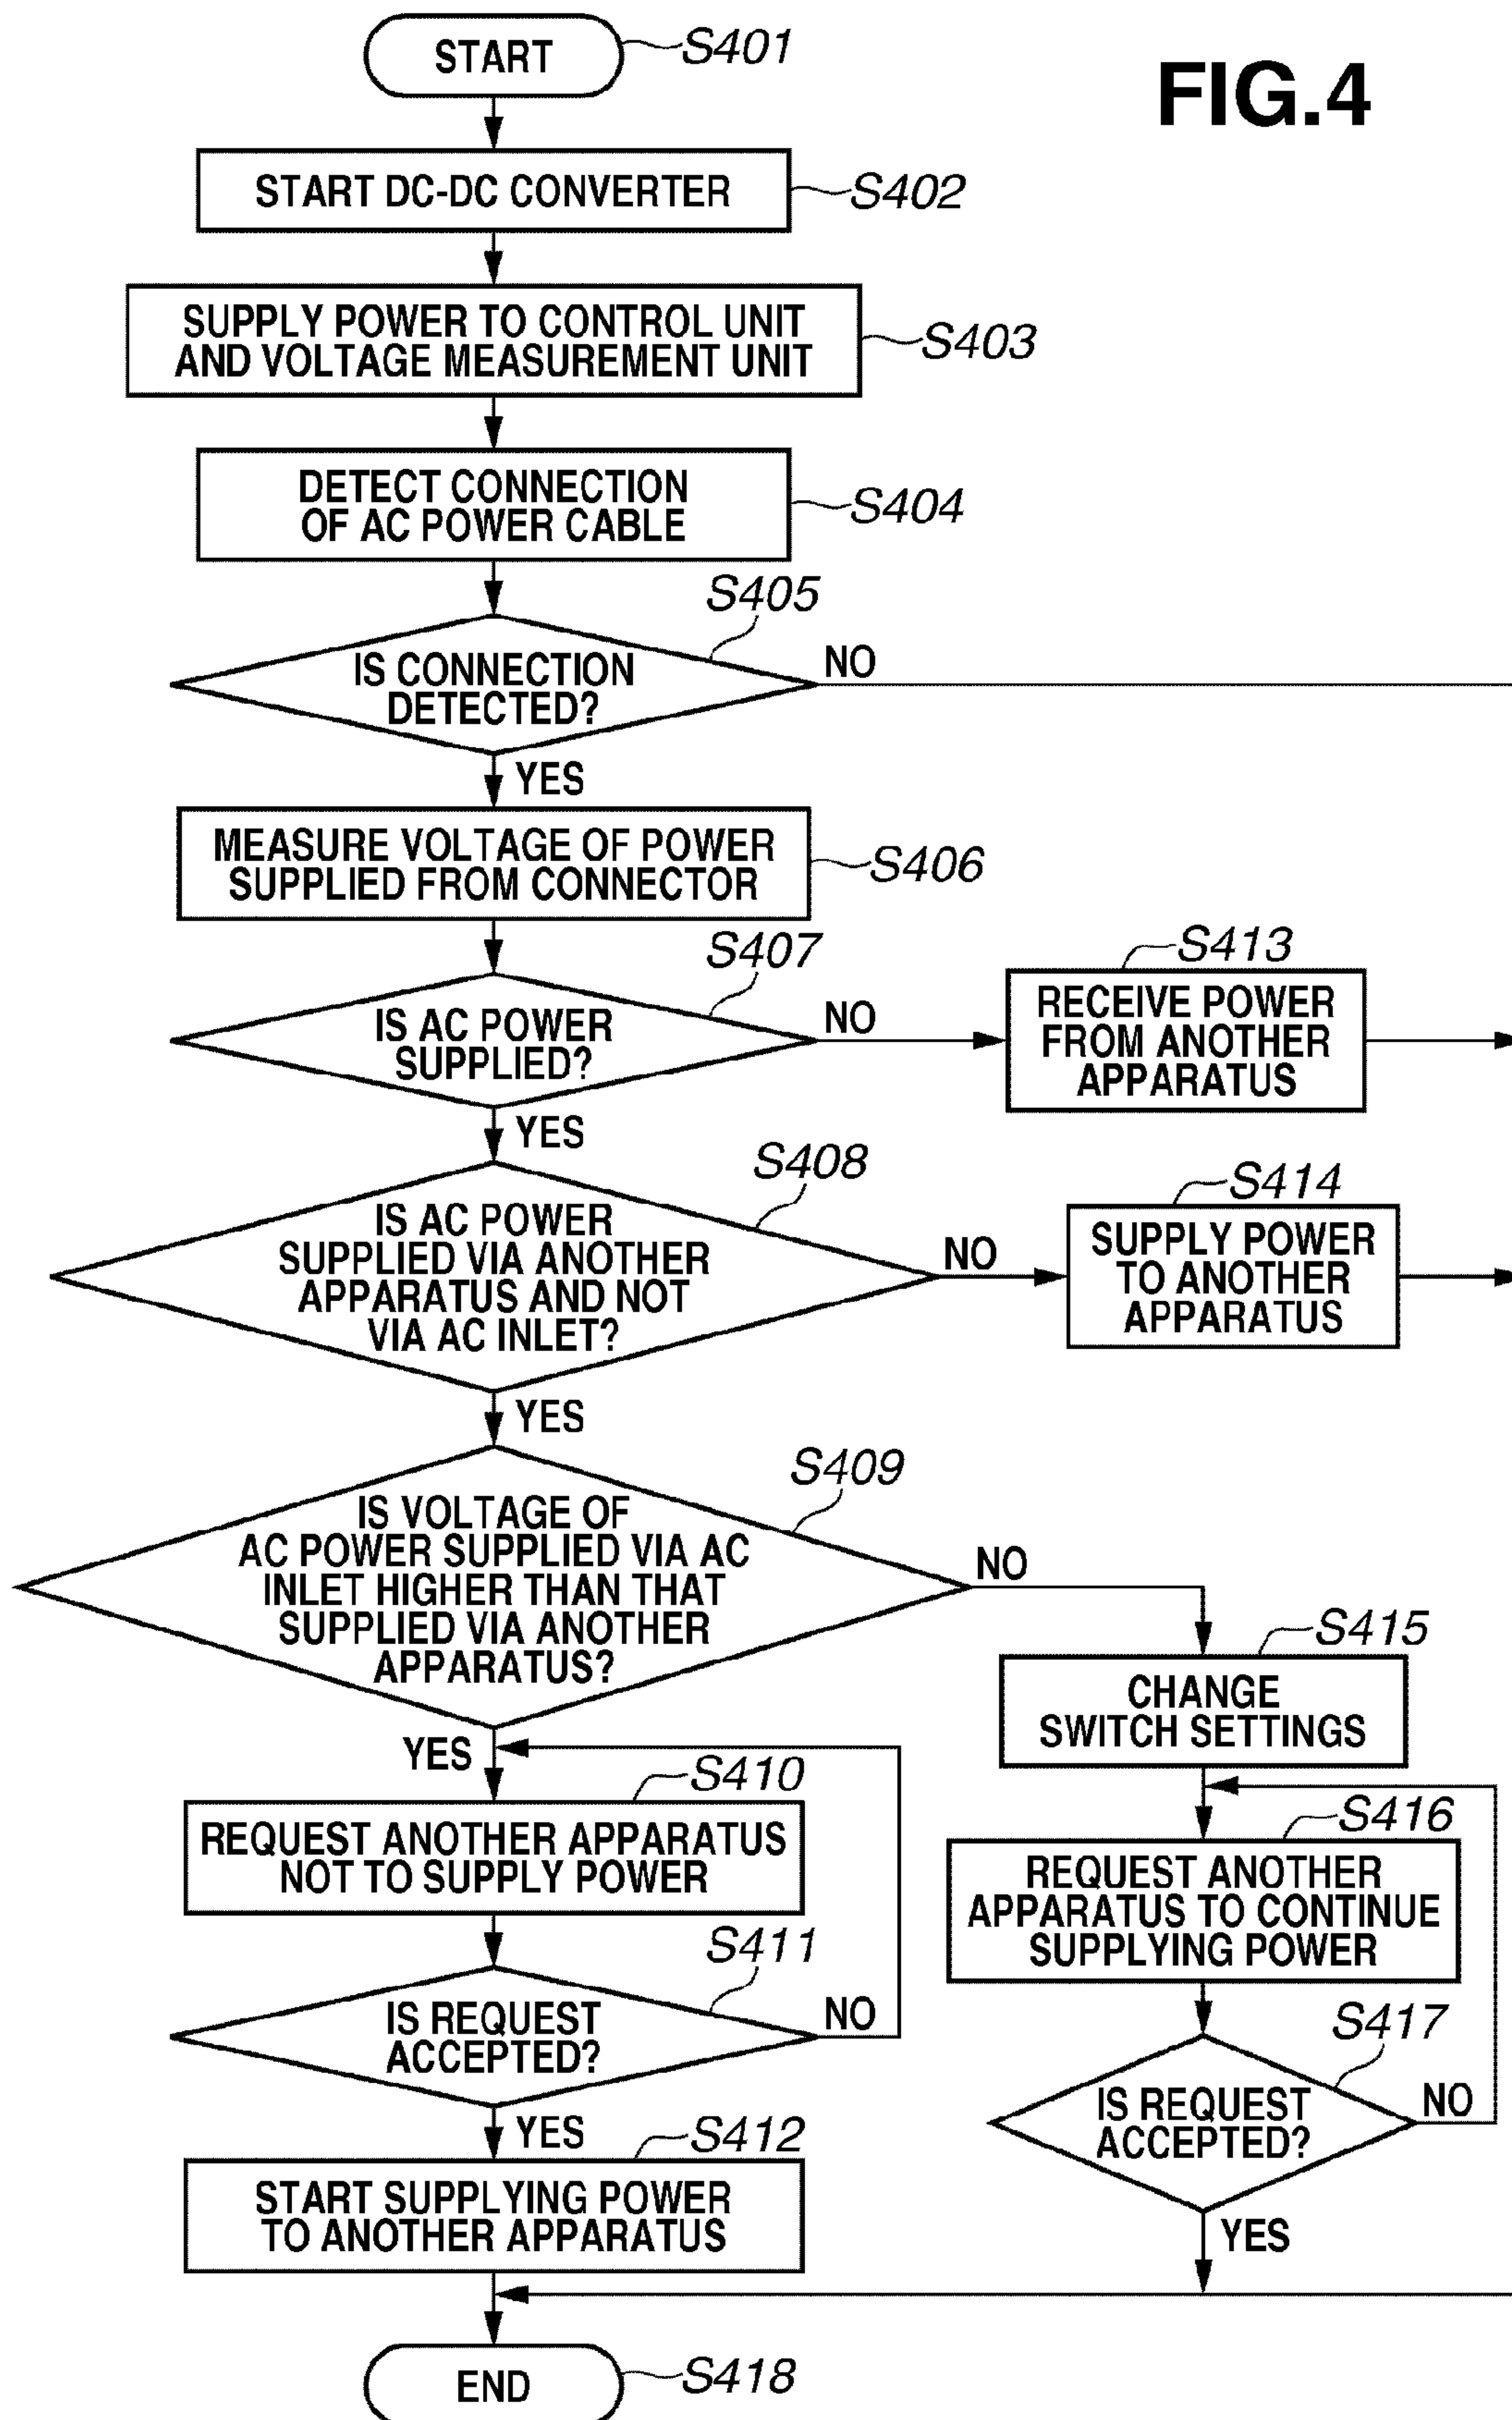 FIG.4
START
S401
START DC-DC CONVERTER
S402
SUPPLY POWER TO CONTROL UNIT
AND VOLTAGE MEASUREMENT UNIT
S403
DETECT CONNECTION
OF AC POWER CABLE
S404
S405
IS CONNECTION
DETECTED?
NO
YES
MEASURE VOLTAGE OF POWER
SUPPLIED FROM CONNECTOR
S406
S407
IS AC POWER
SUPPLIED?
NO
S413
RECEIVE POWER
FROM ANOTHER
APPARATUS
YES
S408
IS AC POWER
SUPPLIED VIA ANOTHER
APPARATUS AND NOT
VIA AC INLET?
NO
S414
SUPPLY POWER
TO ANOTHER
APPARATUS
YES
S409
IS VOLTAGE OF
AC POWER SUPPLIED VIA AC
INLET HIGHER THAN THAT
SUPPLIED VIA ANOTHER
APPARATUS?
NO
S415
CHANGE
SWITCH SETTINGS
YES
S410
REQUEST ANOTHER APPARATUS
NOT TO SUPPLY POWER
S416
REQUEST ANOTHER
APPARATUS TO CONTINUE
SUPPLYING POWER
S411
IS REQUEST
ACCEPTED?
NO
S417
IS REQUEST
ACCEPTED?
NO
YES
S412
START SUPPLYING POWER
TO ANOTHER APPARATUS
YES
END
S418